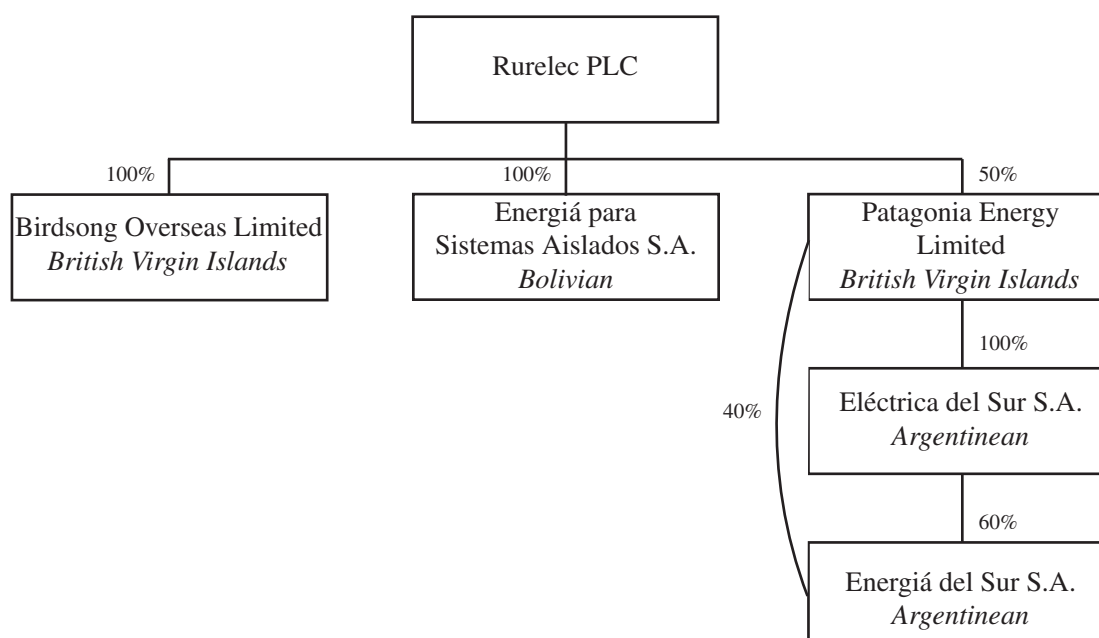 Rurelec PLC
100%
100%
50%
Birdsong Overseas Limited
British Virgin Islands
Energiá para
Sistemas Aislados S.A.
Bolivian
Patagonia Energy
Limited
British Virgin Islands
100%
40%
Eléctrica del Sur S.A.
Argentinean
60%
Energiá del Sur S.A.
Argentinean